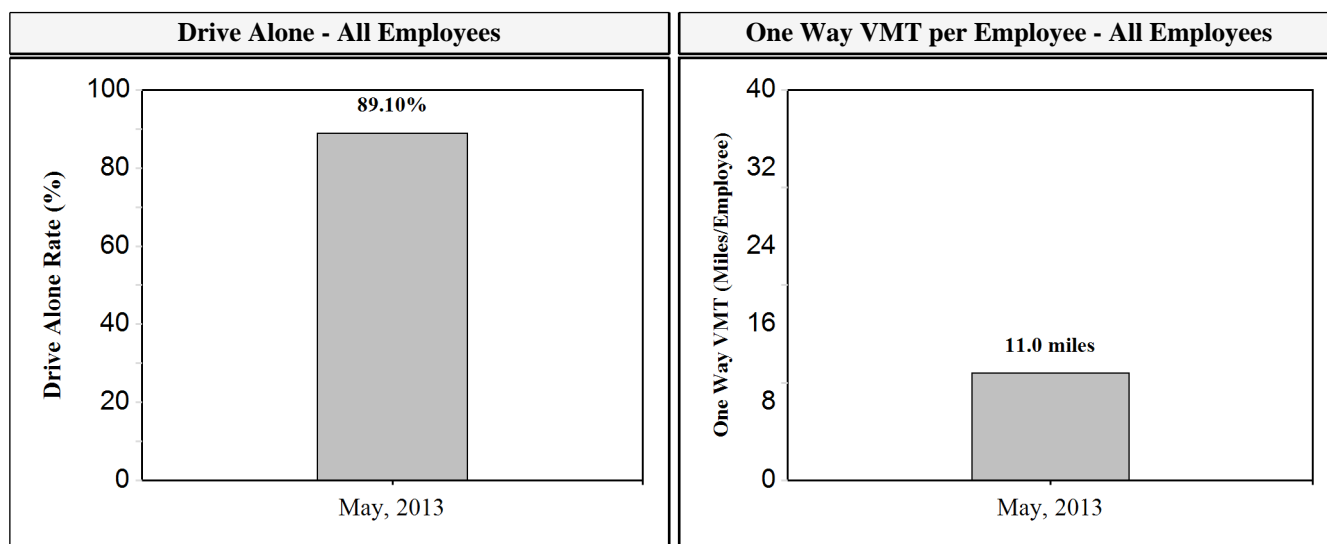 Drive Alone - All Employees
100
80
60
40
20
0
Drive Alone Rate (%)
89.10%
May, 2013
One Way VMT per Employee - All Employees
40
32
24
16
8
0
One Way VMT (Miles/Employee)
11.0 miles
May, 2013